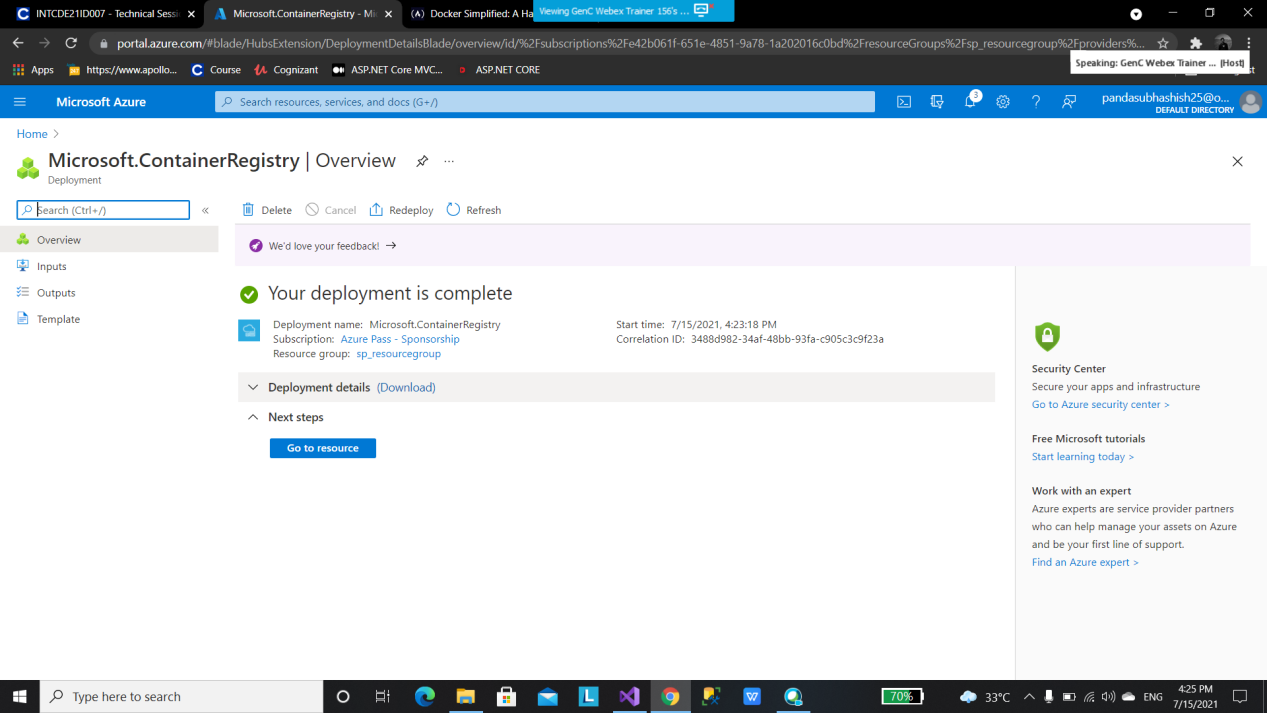 INTCDE21ID007 - Technical Sessi
Microsoft.ContainerRegistry - Mi
Docker Simplified: A Ha
Viewing GenC Webex Trainer 156's ...
portal.azure.com/#blade/HubsExtension/DeploymentDetailsBlade/overview/id/%2Fsubscriptions%2Fe42b061f-651e-4851-9a78-1a202016c0bd%2FresourceGroups%2Fsp_resourcegroup%2Fproviders%...
Speaking: GenC Webex Trainer ... (Host)
Apps
https://www.apollo...
Course
Cognizant
ASP.NET Core MVC,...
ASP.NET CORE
Microsoft Azure
Search resources, services, and docs (G+/)
3
pandasubhashish25@o...
DEFAULT DIRECTORY
Home >
Microsoft.ContainerRegistry | Overview
Deployment
Search (Ctrl+/)
Overview
Inputs
Outputs
Template
Delete
Cancel
Redeploy
Refresh
We'd love your feedback! →
Your deployment is complete
Deployment name: Microsoft.ContainerRegistry
Subscription: Azure Pass - Sponsorship
Resource group: sp_resourcegroup
Start time: 7/15/2021, 4:23:18 PM
Correlation ID: 3488d982-34af-48bb-93fa-c905c3c9f23a
Deployment details (Download)
Next steps
Go to resource
Security Center
Secure your apps and infrastructure
Go to Azure security center >
Free Microsoft tutorials
Start learning today >
Work with an expert
Azure experts are service provider partners
who can help manage your assets on Azure
and be your first line of support.
Find an Azure expert >
Type here to search
70%
33°C
ENG
4:25 PM
7/15/2021